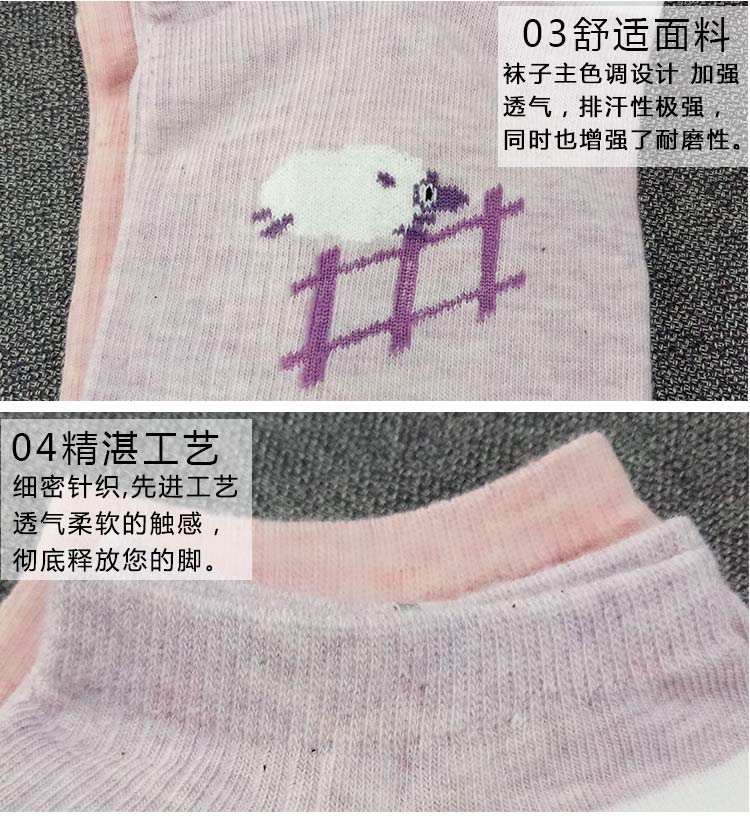 03舒适面料
袜子主色调设计 加强
透气，排汗性极强，
同时也增强了耐磨性。
04精湛工艺
细密针织,先进工艺
透气柔软的触感，
彻底释放您的脚。